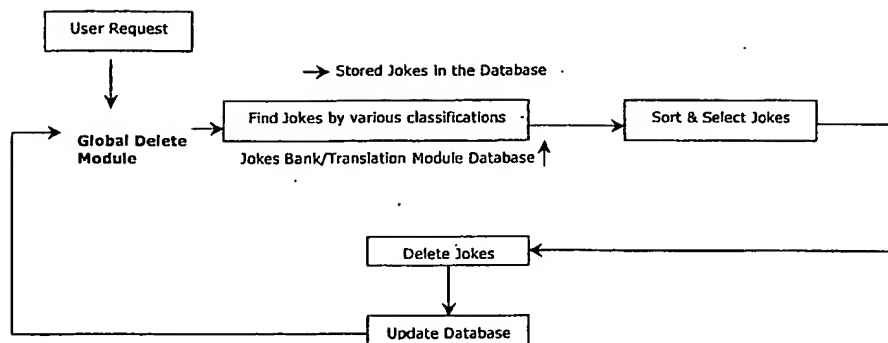 User Request
→ Stored Jokes in the Database
Find Jokes by various classifications
Sort & Select Jokes
Global Delete
Module
Jokes Bank/Translation Module Database
Delete Jokes
Update Database